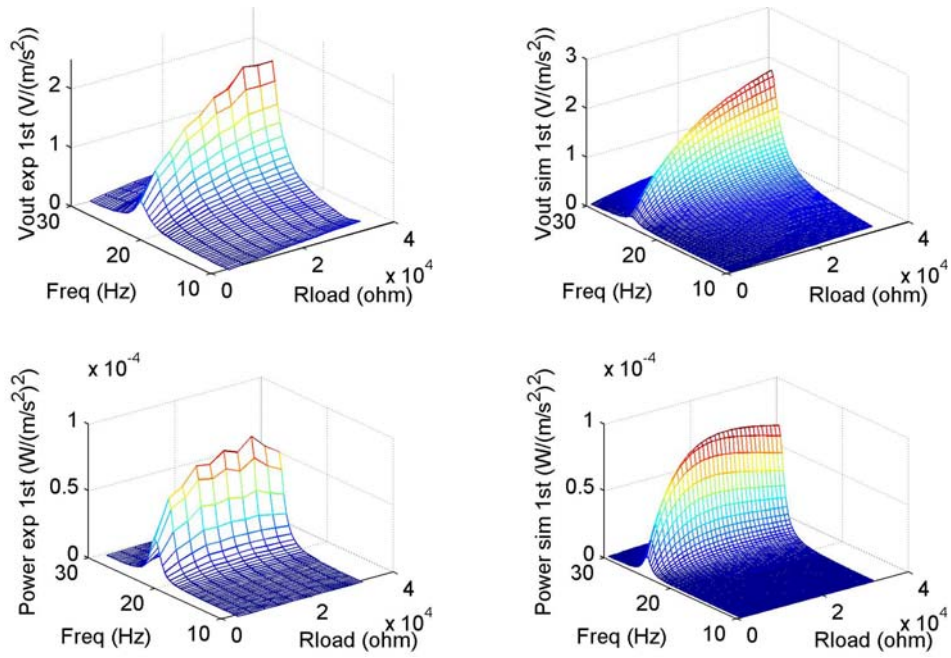 Vout exp 1st (V/(m/s²))
2
1
0
30
20
10
Freq (Hz)
0
2
4
x 10⁴
Rload (ohm)
Vout sim 1st (V/(m/s²))
3
2
1
0
30
20
10
Freq (Hz)
0
2
4
x 10⁴
Rload (ohm)
x 10⁻⁴
Power exp 1st (W/(m/s²)²)
1
0.5
0
30
20
10
Freq (Hz)
0
2
4
x 10⁴
Rload (ohm)
x 10⁻⁴
Power sim 1st (W/(m/s²)²)
1
0.5
0
30
20
10
Freq (Hz)
0
2
4
x 10⁴
Rload (ohm)